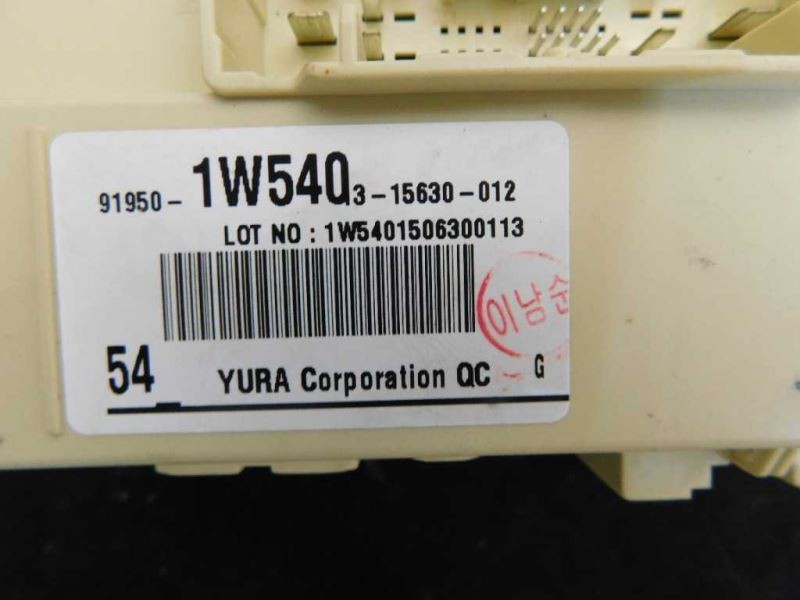 91950- 1W540 3-15630-012
LOT NO : 1W5401506300113
이남순
54 YURA Corporation QC G